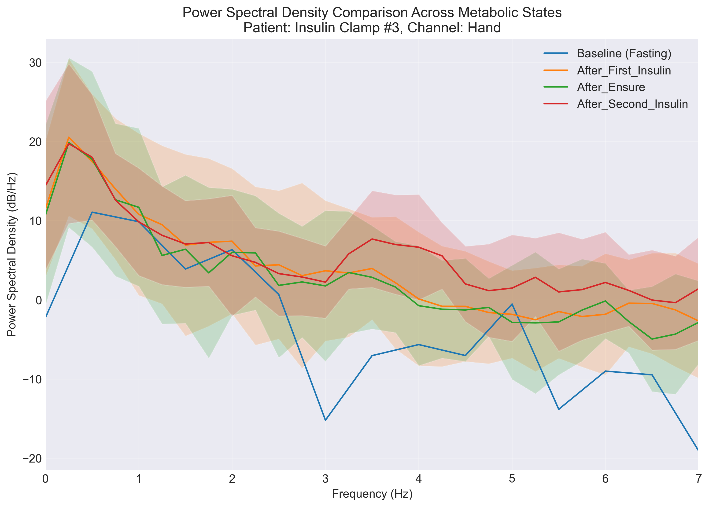 Power Spectral Density Comparison Across Metabolic States
Patient: Insulin Clamp #3, Channel: Hand
Baseline (Fasting)
After_First_Insulin
After_Ensure
After_Second_Insulin
Power Spectral Density (dB/Hz)
30
20
10
0
−10
−20
0 1 2 3 4 5 6 7
Frequency (Hz)